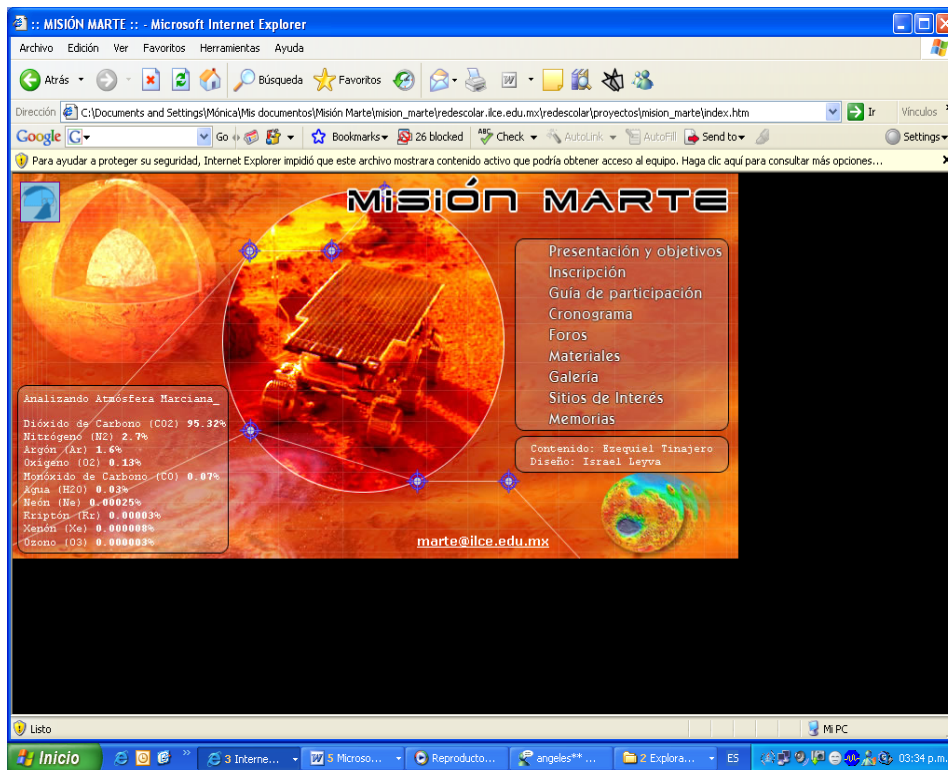 :: MISIÓN MARTE :: - Microsoft Internet Explorer
Archivo Edición Ver Favoritos Herramientas Ayuda
Atrás Búsqueda Favoritos
Dirección C:\Documents and Settings\Mónica\Mis documentos\Misión Marte\mision_marte\redescolar.ilce.edu.mx\redescolar\proyectos\mision_marte\index.htm Ir Vínculos
Google G Go Bookmarks 26 blocked ABC Check AutoLink AutoFill Send to Settings
Para ayudar a proteger su seguridad, Internet Explorer impidió que este archivo mostrara contenido activo que podría obtener acceso al equipo. Haga clic aquí para consultar más opciones...
MISIÓN MARTE
Presentación y objetivos
Inscripción
Guía de participación
Cronograma
Foros
Materiales
Galería
Sitios de Interés
Memorias
Contenido: Ezequiel Tinajero
Diseño: Israel Leyva
Analizando Atmósfera Marciana_
Dióxido de Carbono (CO2) 95.32%
Nitrógeno (N2) 2.7%
Argón (Ar) 1.6%
Oxígeno (O2) 0.13%
Monóxido de Carbono (CO) 0.07%
Agua (H2O) 0.03%
Neón (Ne) 0.00025%
Kriptón (Kr) 0.00003%
Xenón (Xe) 0.000008%
Ozono (O3) 0.000003%
marte@ilce.edu.mx
Listo Mi PC
Inicio » 3 Interne... 5 Microso... Reproducto... angeles** ... 2 Explora... ES 03:34 p.m.